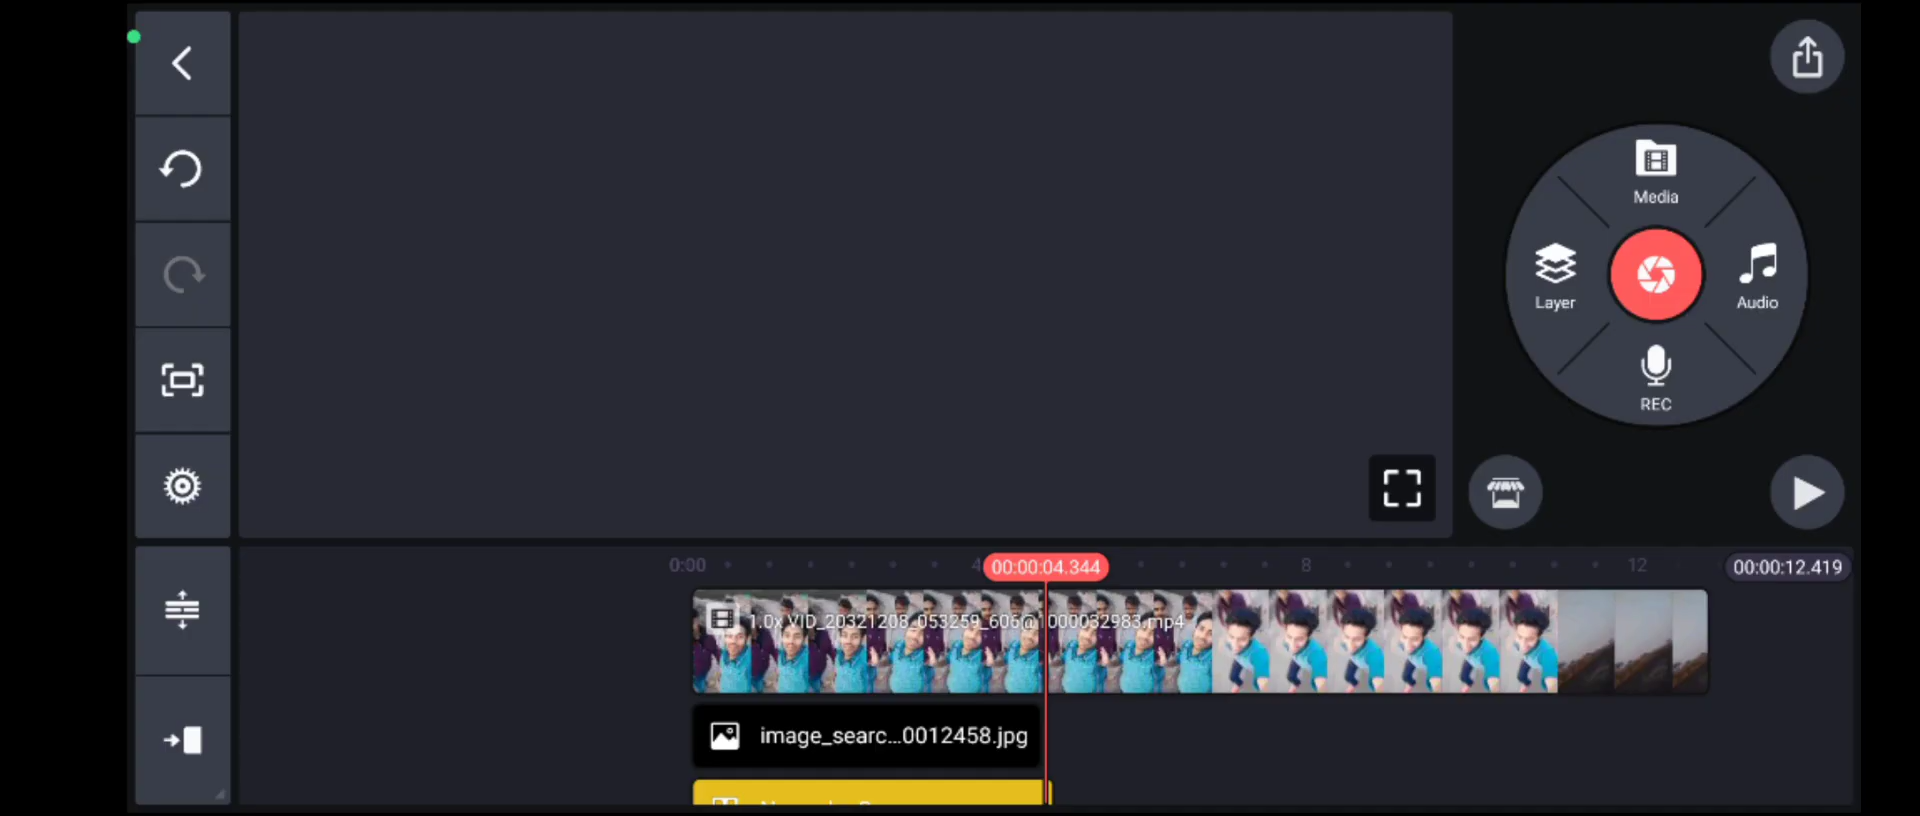 Media
Layer
Audio
REC
0:00
4
00:00:04.344
8
12
00:00:12.419
1.0x VID_20321208_053259_606@1000032983.mp4
image_searc...0012458.jpg